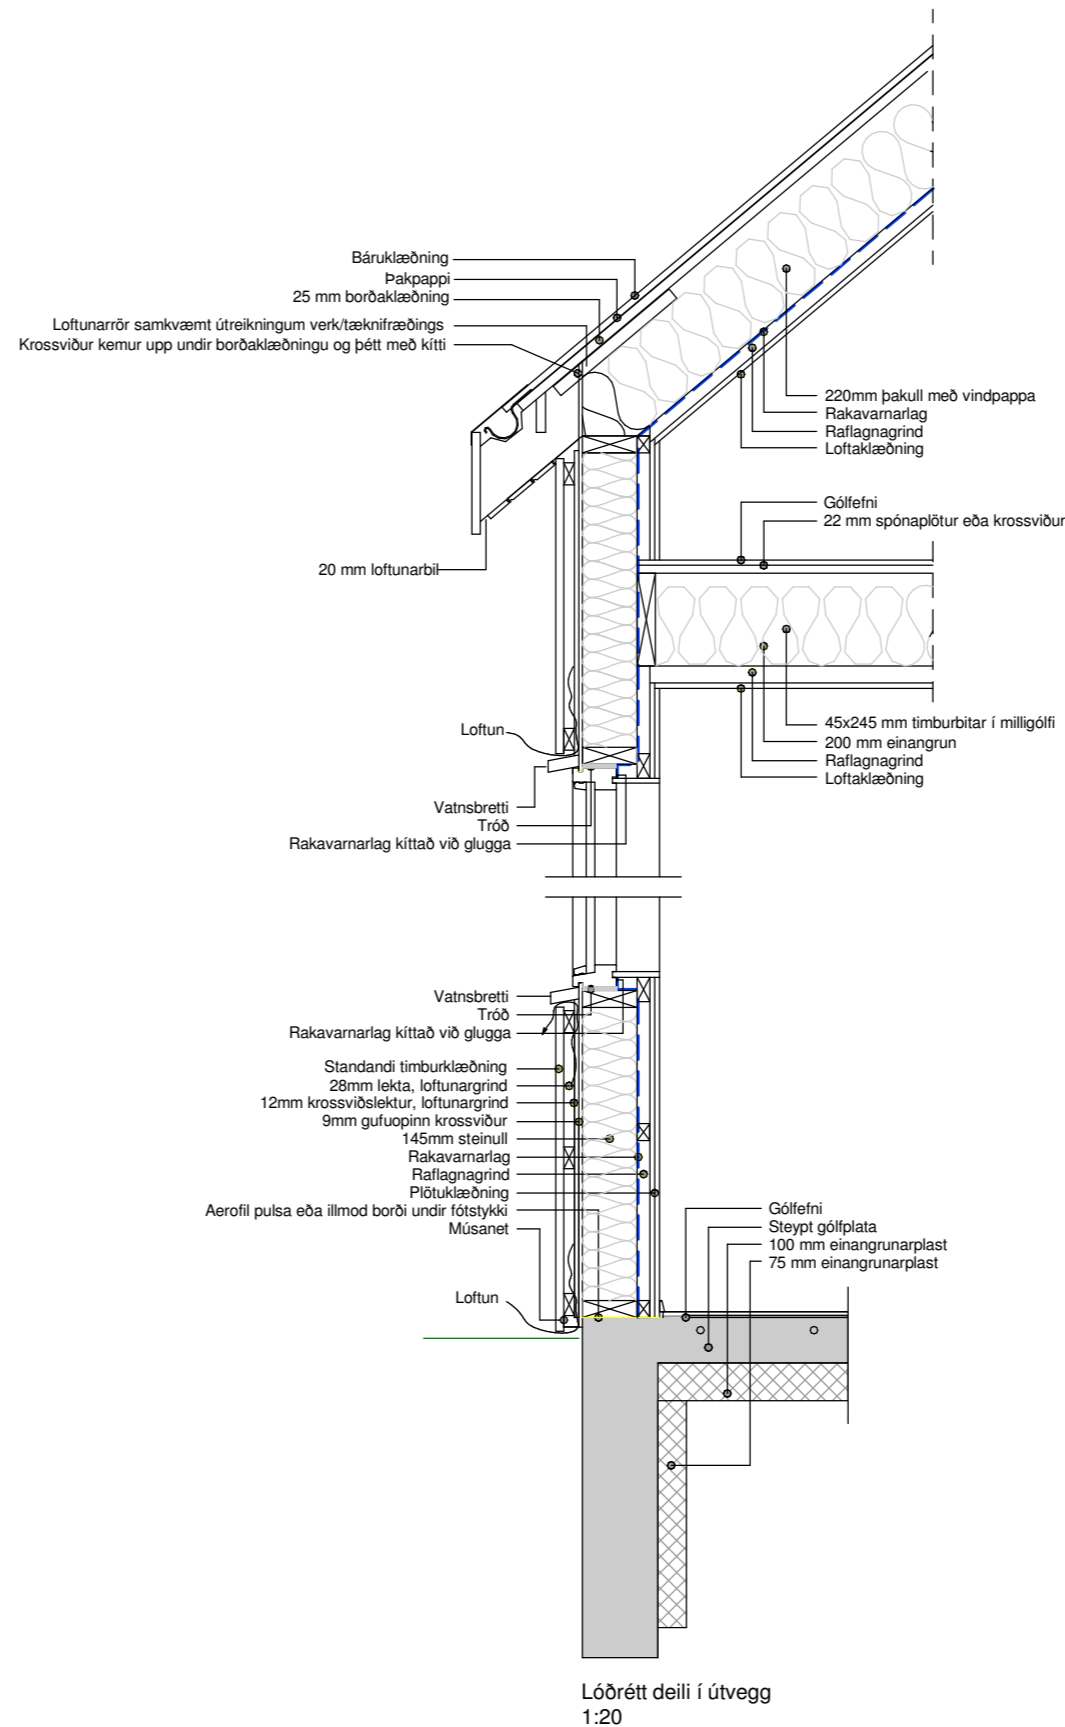 Báruklæðning
Þakpappi
25 mm borðaklæðning
Loftunarrör samkvæmt útreikningum verk/tæknifræðings
Krossviður kemur upp undir borðaklæðningu og þétt með kítti
220mm þakull með vindpappa
Rakavarnarlag
Raflagnagrind
Loftaklæðning
Gólfefni
22 mm spónaplötur eða krossviður
20 mm loftunarbil
45x245 mm timburbitar í milligólfi
200 mm einangrun
Raflagnagrind
Loftaklæðning
Loftun
Vatnsbretti
Tróð
Rakavarnarlag kíttað við glugga
Vatnsbretti
Tróð
Rakavarnarlag kíttað við glugga
Standandi timburklæðning
28mm lekta, loftunargrind
12mm krossviðslektur, loftunargrind
9mm gufuopinn krossviður
145mm steinull
Rakavarnarlag
Raflagnagrind
Plötuklæðning
Aerofil pulsa eða illmod borði undir fótstykki
Músanet
Loftun
Gólfefni
Steypt gólfplata
100 mm einangrunarplast
75 mm einangrunarplast
Lóðrétt deili í útvegg
1:20